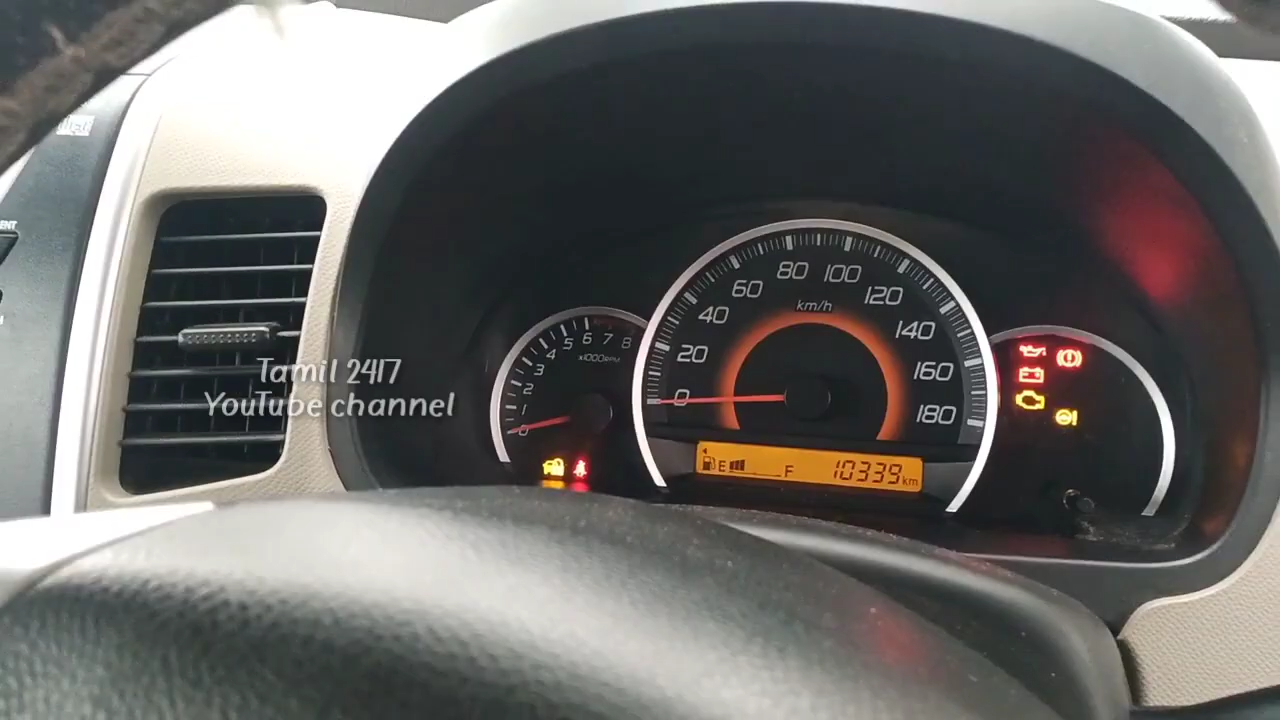 Tamil 2417
YouTube channel
80 100
60 120
km/h
40 140
20 160
0 180
5 6 7 8
4
x1000RPM
3
2
1
0
E F 10339 km